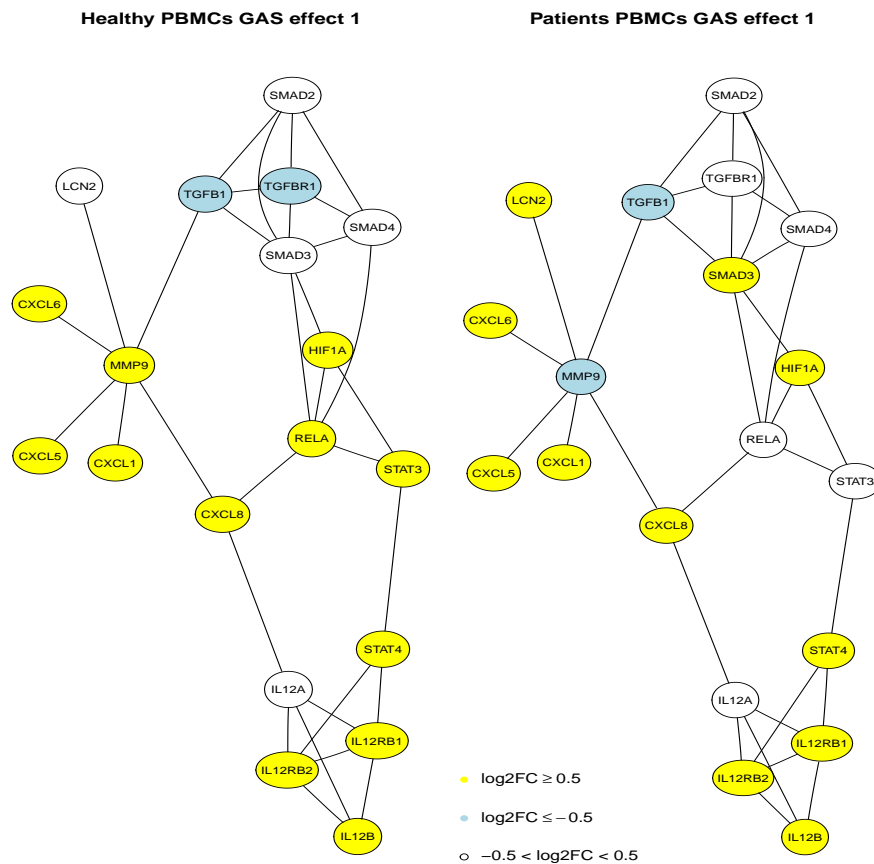 Healthy PBMCs GAS effect 1
SMAD2
LCN2
TGFB1
TGFBR1
SMAD4
SMAD3
CXCL6
HIF1A
MMP9
RELA
CXCL5
CXCL1
STAT3
CXCL8
STAT4
IL12A
IL12RB1
IL12RB2
IL12B
Patients PBMCs GAS effect 1
SMAD2
TGFBR1
LCN2
TGFB1
SMAD4
SMAD3
CXCL6
HIF1A
MMP9
RELA
CXCL1
CXCL5
STAT3
CXCL8
STAT4
IL12A
IL12RB1
IL12RB2
IL12B
log2FC ≥ 0.5
log2FC ≤ −0.5
−0.5 < log2FC < 0.5